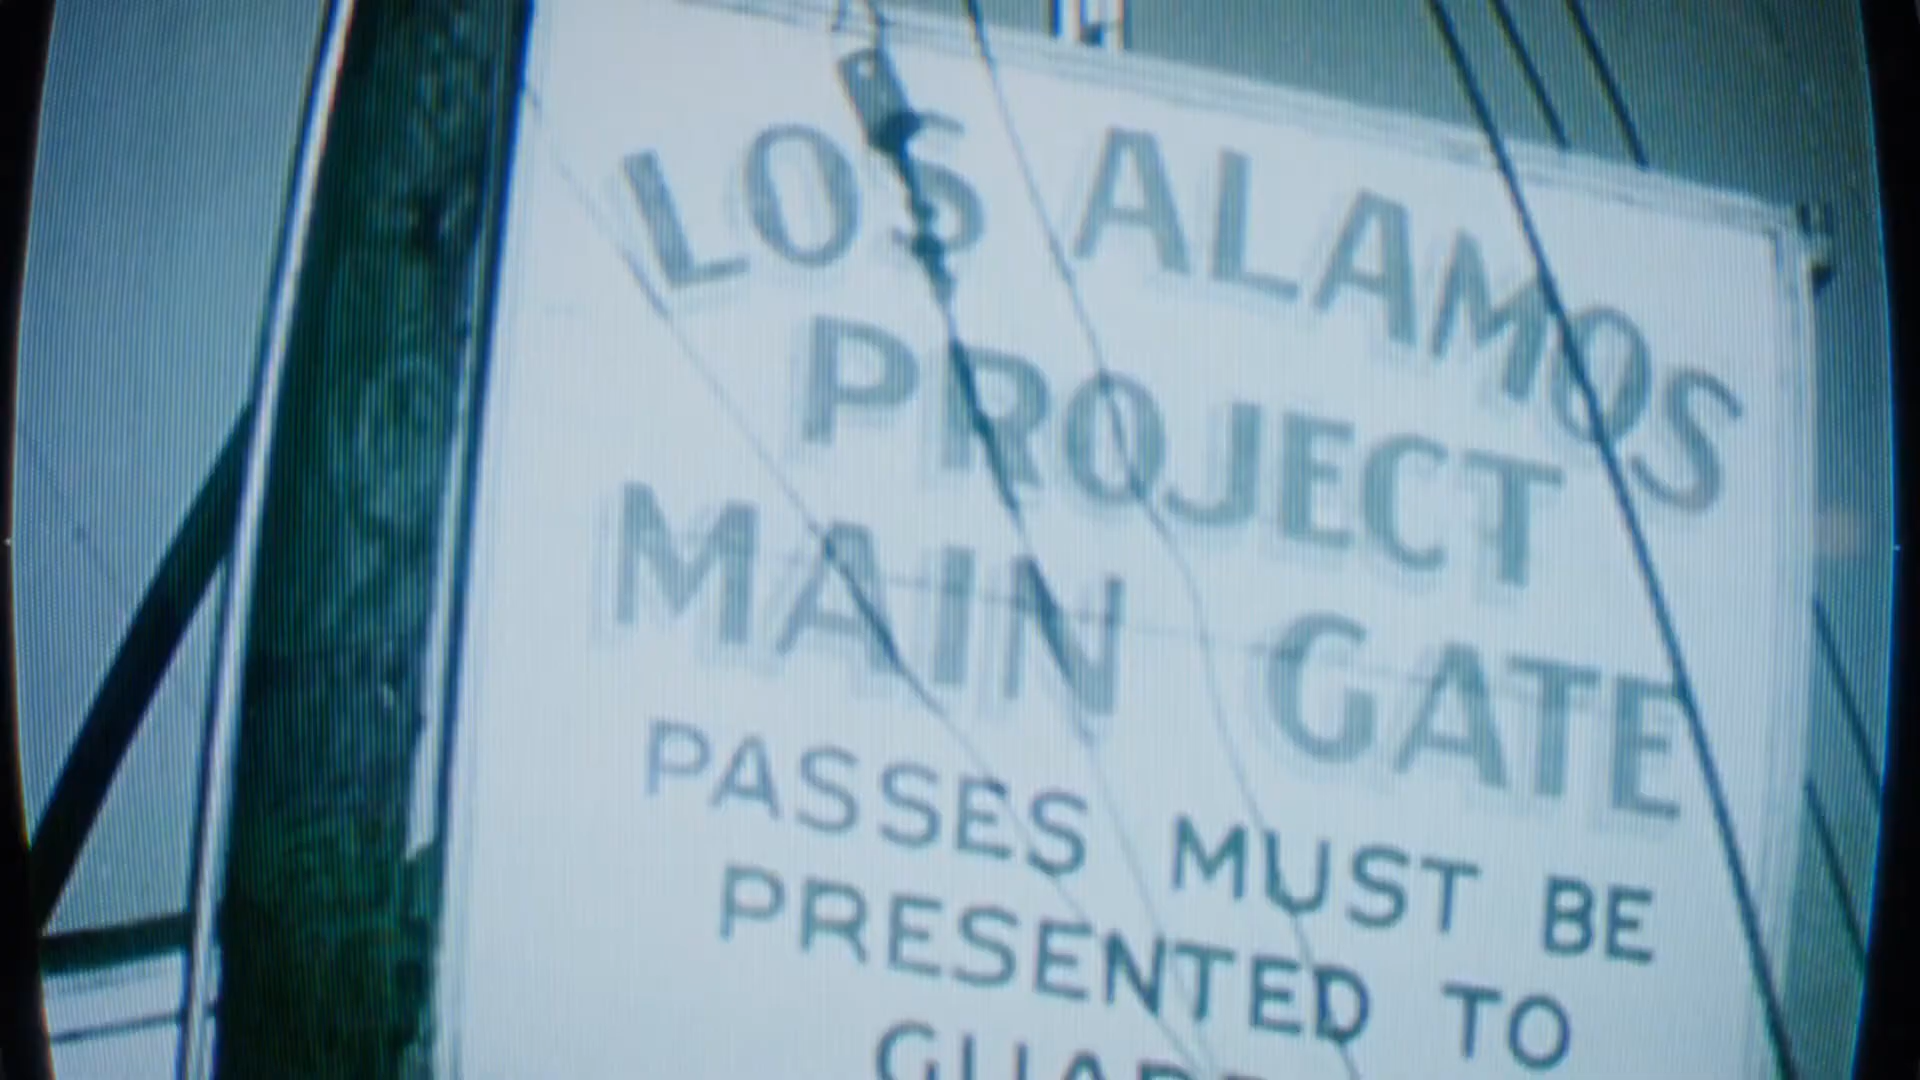 LOS ALAMOS
PROJECT
MAIN GATE
PASSES MUST BE
PRESENTED TO